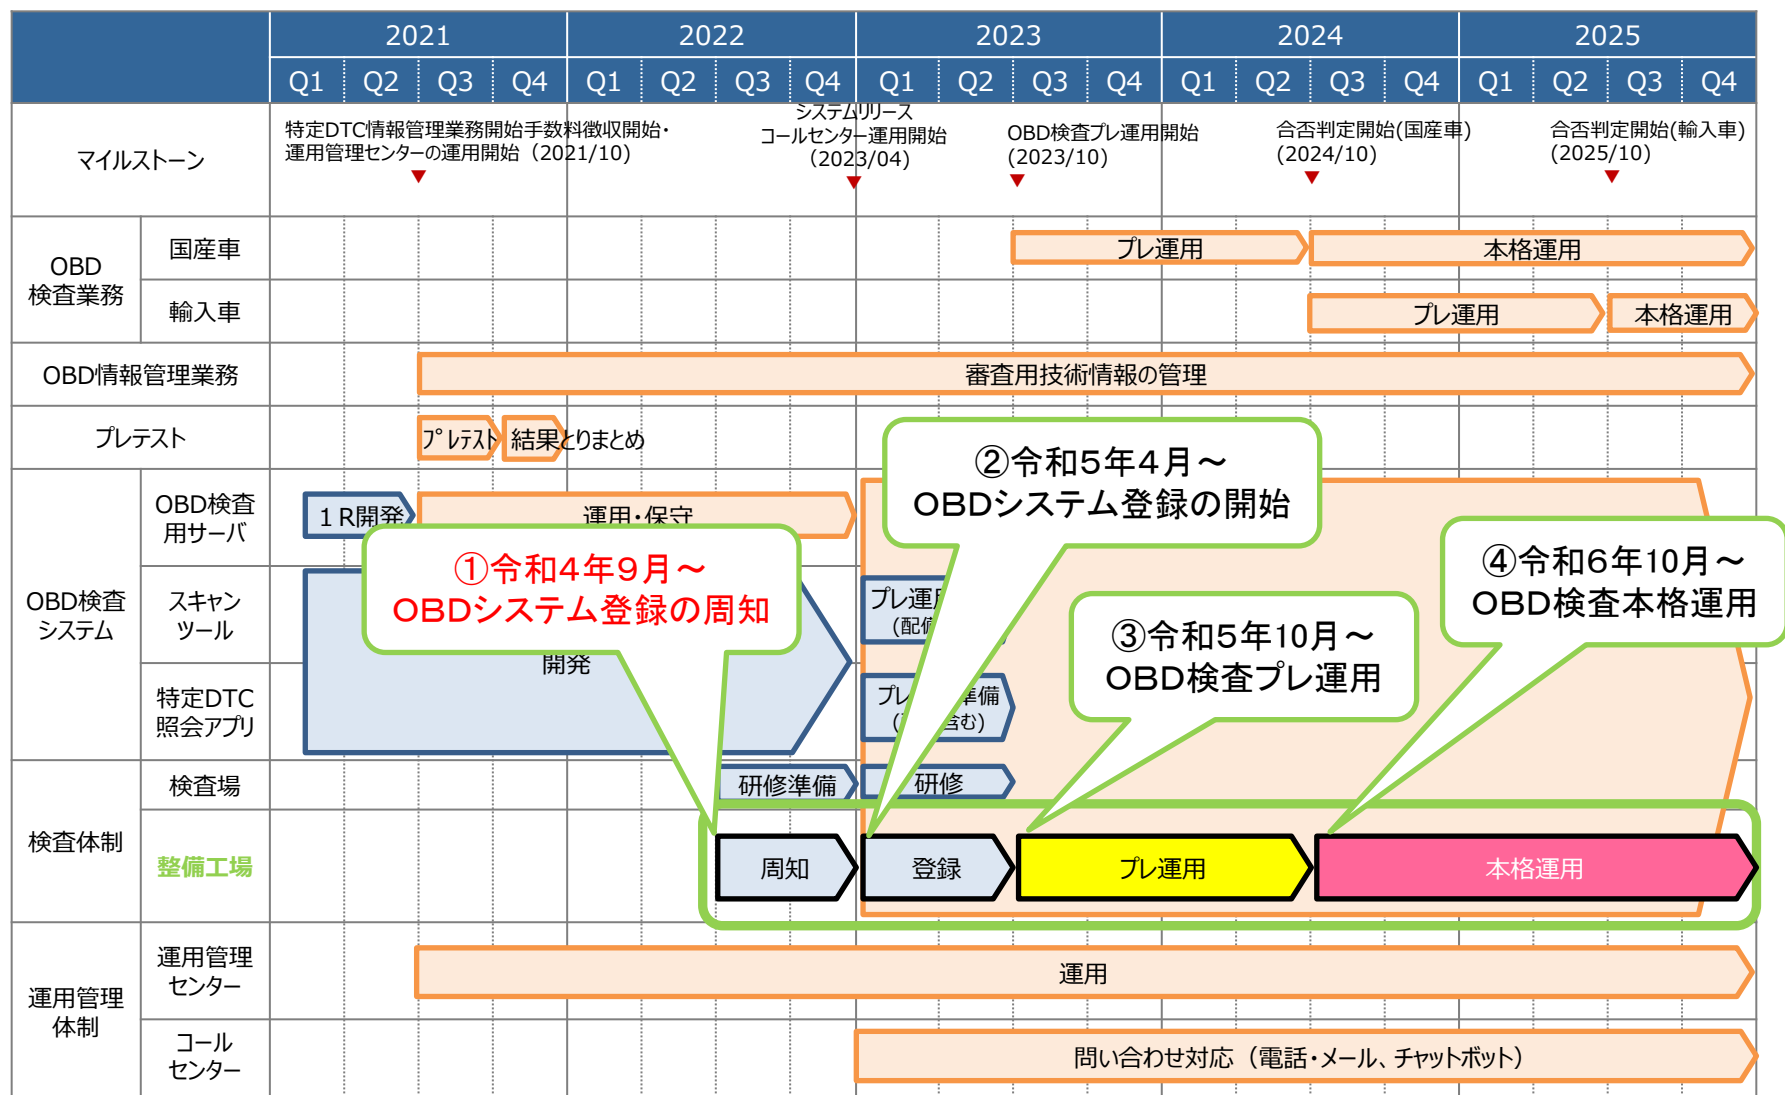 2021
2022
2023
2024
2025
Q1
Q2
Q3
Q4
Q1
Q2
Q3
Q4
Q1
Q2
Q3
Q4
Q1
Q2
Q3
Q4
Q1
Q2
Q3
Q4
マイルストーン
特定DTC情報管理業務開始手数料徴収開始・
運用管理センターの運用開始（2021/10）
システムリリース
コールセンター運用開始
(2023/04)
OBD検査プレ運用開始
(2023/10)
合否判定開始(国産車)
(2024/10)
合否判定開始(輸入車)
(2025/10)
OBD
検査業務
国産車
プレ運用
本格運用
輸入車
プレ運用
本格運用
OBD情報管理業務
審査用技術情報の管理
プレテスト
プレテスト
結果とりまとめ
OBD検査
システム
OBD検査
用サーバ
１R開発
運用・保守
スキャン
ツール
特定DTC
照会アプリ
開発
プレ運
(配
プレ
準備
含む)
①令和４年９月～
ＯＢＤシステム登録の周知
②令和５年４月～
ＯＢＤシステム登録の開始
③令和５年10月～
ＯＢＤ検査プレ運用
④令和６年10月～
ＯＢＤ検査本格運用
検査体制
検査場
研修準備
研修
整備工場
周知
登録
プレ運用
本格運用
運用管理
体制
運用管理
センター
運用
コール
センター
問い合わせ対応（電話・メール、チャットボット）